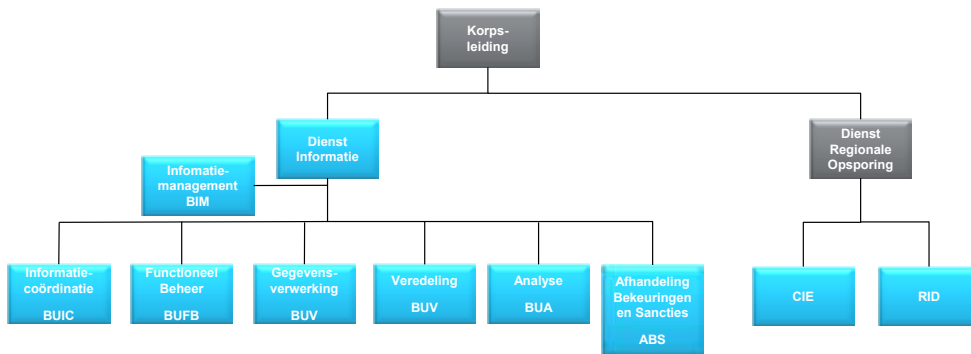 Korps-
leiding
Dienst
Informatie
Dienst
Regionale
Opsporing
Infomatie-
management
BIM
Informatie-
coördinatie
BUIC
Functioneel
Beheer
BUFB
Gegevens-
verwerking
BUV
Veredeling
BUV
Analyse
BUA
Afhandeling
Bekeuringen
en Sancties
ABS
CIE
RID